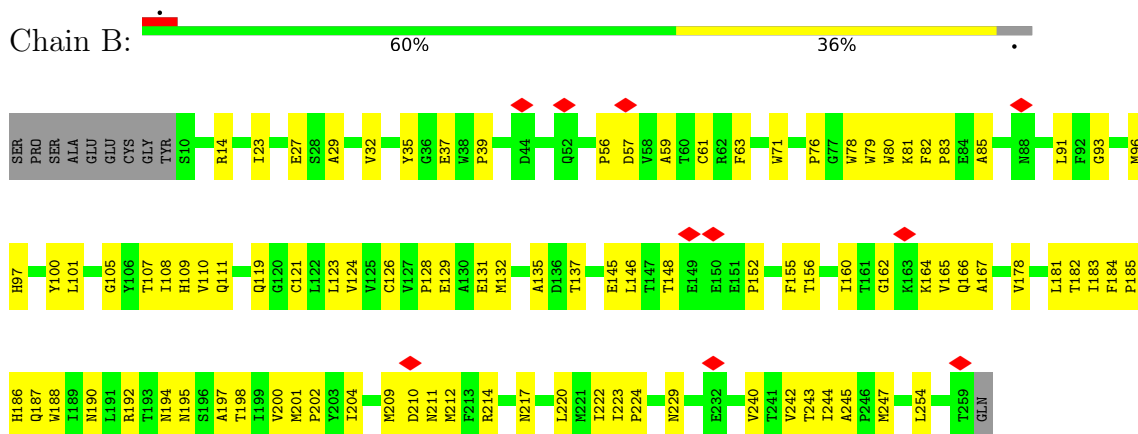 Chain B:
60% 36%
SER PRO SER ALA GLU GLU CYS GLY TYR S10 R14 I23 E27 S28 A29 V32 Y35 G36 E37 W38 P39 D44 Q52 P56 D57 V58 A59 T60 C61 R62 F63 W71 P76 G77 W78 W79 W80 K81 F82 P83 E84 A85 N88 L91 F92 G93 M96
H97 Y100 L101 G105 Y106 T107 I108 H109 V110 Q111 Q119 G120 C121 L122 L123 V124 V125 C126 V127 P128 E129 A130 E131 M132 A135 D136 T137 E145 L146 T147 T148 E149 E150 E151 P152 F155 T156 I160 T161 G162 K163 K164 V165 Q166 A167 V178 L181 T182 I183 F184 P185
H186 Q187 W188 I189 N190 L191 R192 T193 N194 N195 S196 A197 T198 I199 V200 M201 P202 Y203 I204 M209 D210 N211 M212 F213 R214 N217 L220 M221 I222 I223 P224 N229 E232 V240 T241 V242 T243 I244 A245 P246 M247 L254 T259 GLN